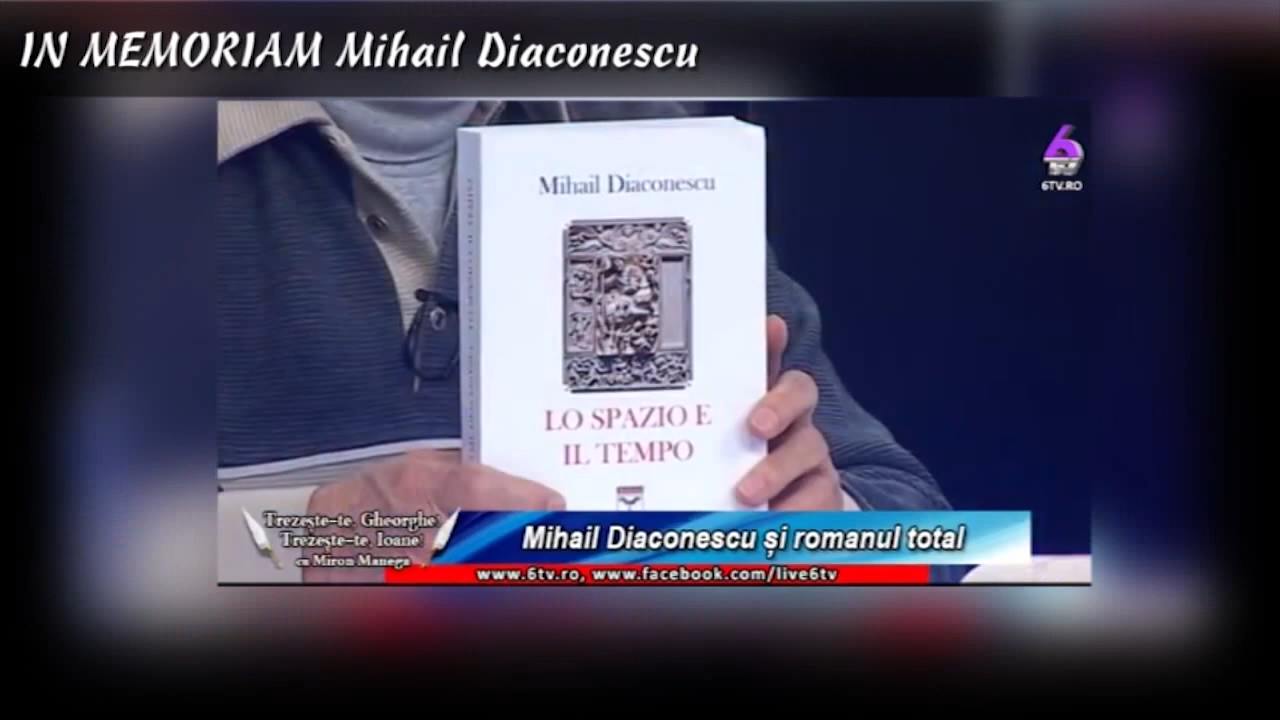 IN MEMORIAM Mihail Diaconescu
6
6TV.RO
Mihail Diaconescu
LO SPAZIO E
IL TEMPO
Trezește-te, Gheorghe!
Trezește-te, Ioane!
cu Miron Manega
Mihail Diaconescu și romanul total
www.6tv.ro, www.facebook.com/live6tv